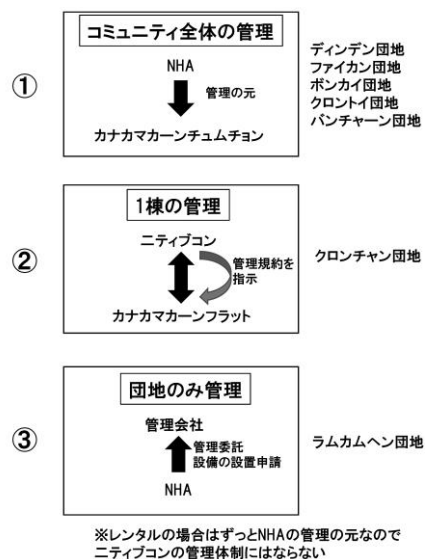 ①
コミュニティ全体の管理
NHA
管理の元
カナカマカーンチュムチョン
ディンデン団地
ファイカン団地
ボンカイ団地
クロントイ団地
バンチャーン団地
②
1棟の管理
ニティブコン
管理規約を
指示
カナカマカーンフラット
クロンチャン団地
③
団地のみ管理
管理会社
管理委託
設備の設置申請
NHA
ラムカムヘン団地
※レンタルの場合はずっとNHAの管理の元なので
ニティブコンの管理体制にはならない